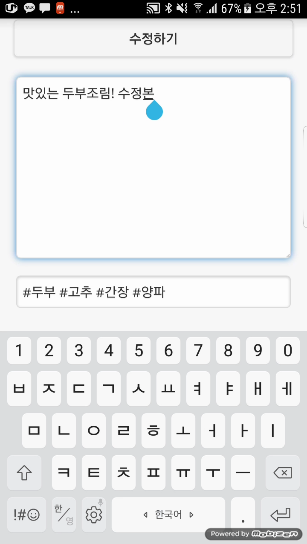 67% 오후 2:51
수정하기
맛있는 두부조림! 수정본
#두부 #고추 #간장 #양파
1 2 3 4 5 6 7 8 9 0
ㅂ ㅈ ㄷ ㄱ ㅅ ㅛ ㅕ ㅑ ㅐ ㅔ
ㅁ ㄴ ㅇ ㄹ ㅎ ㅗ ㅓ ㅏ ㅣ
ㅋ ㅌ ㅊ ㅍ ㅠ ㅜ ㅡ
!#☺ 한/영 한국어 .
Powered by Mobizen